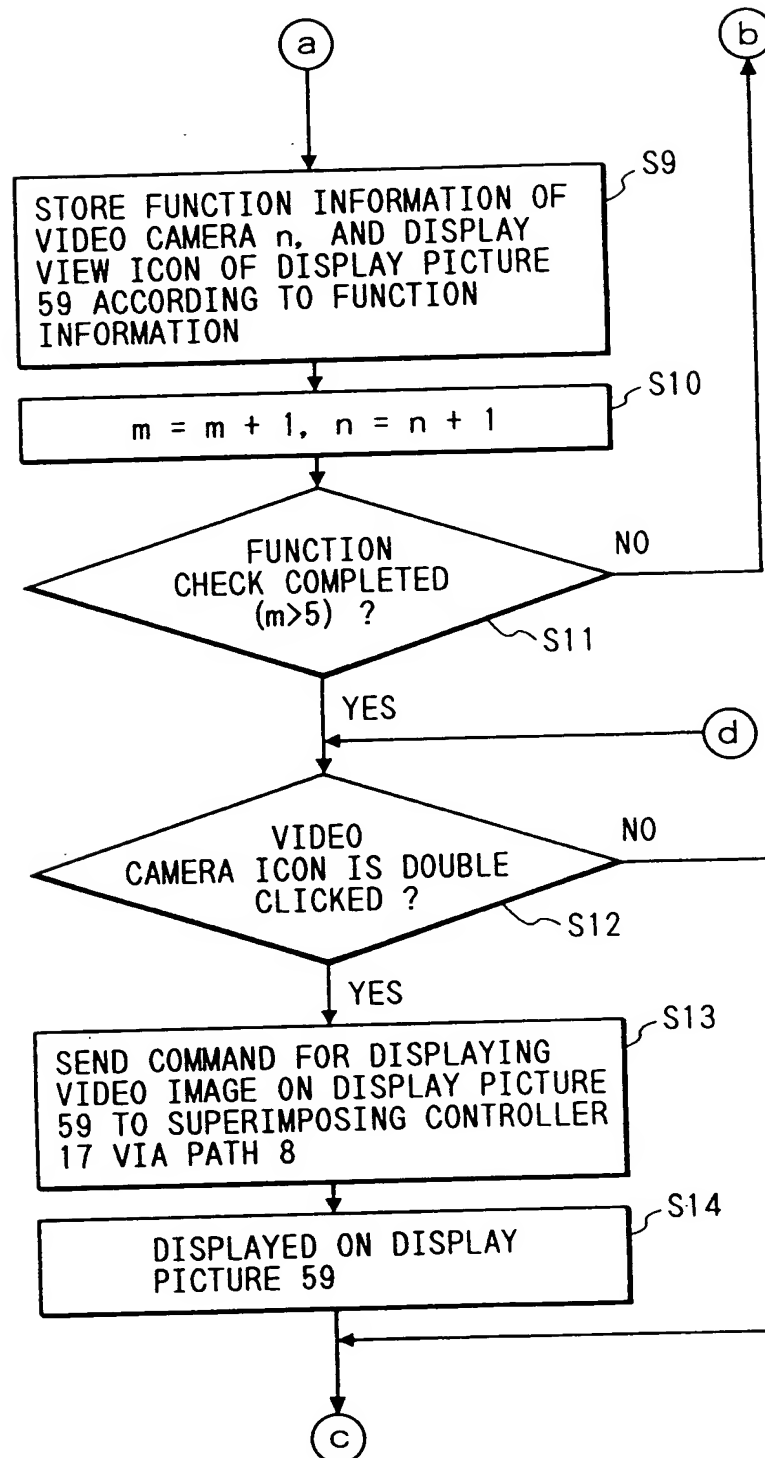 a
b
S9
STORE FUNCTION INFORMATION OF
VIDEO CAMERA n, AND DISPLAY
VIEW ICON OF DISPLAY PICTURE
59 ACCORDING TO FUNCTION
INFORMATION
S10
m = m + 1, n = n + 1
FUNCTION
CHECK COMPLETED
(m>5) ?
NO
S11
YES
d
VIDEO
CAMERA ICON IS DOUBLE
CLICKED ?
NO
S12
YES
S13
SEND COMMAND FOR DISPLAYING
VIDEO IMAGE ON DISPLAY PICTURE
59 TO SUPERIMPOSING CONTROLLER
17 VIA PATH 8
S14
DISPLAYED ON DISPLAY
PICTURE 59
c